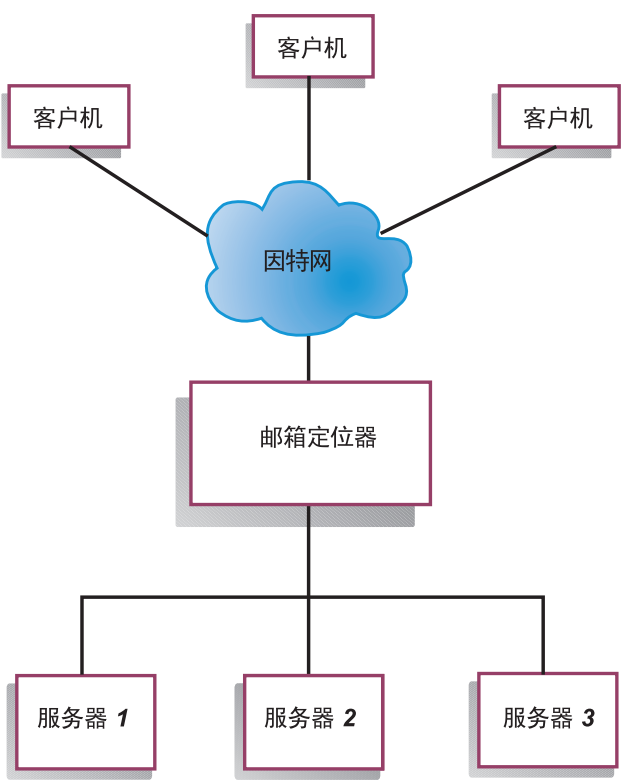 客户机
客户机
客户机
因特网
邮箱定位器
服务器 1
服务器 2
服务器 3